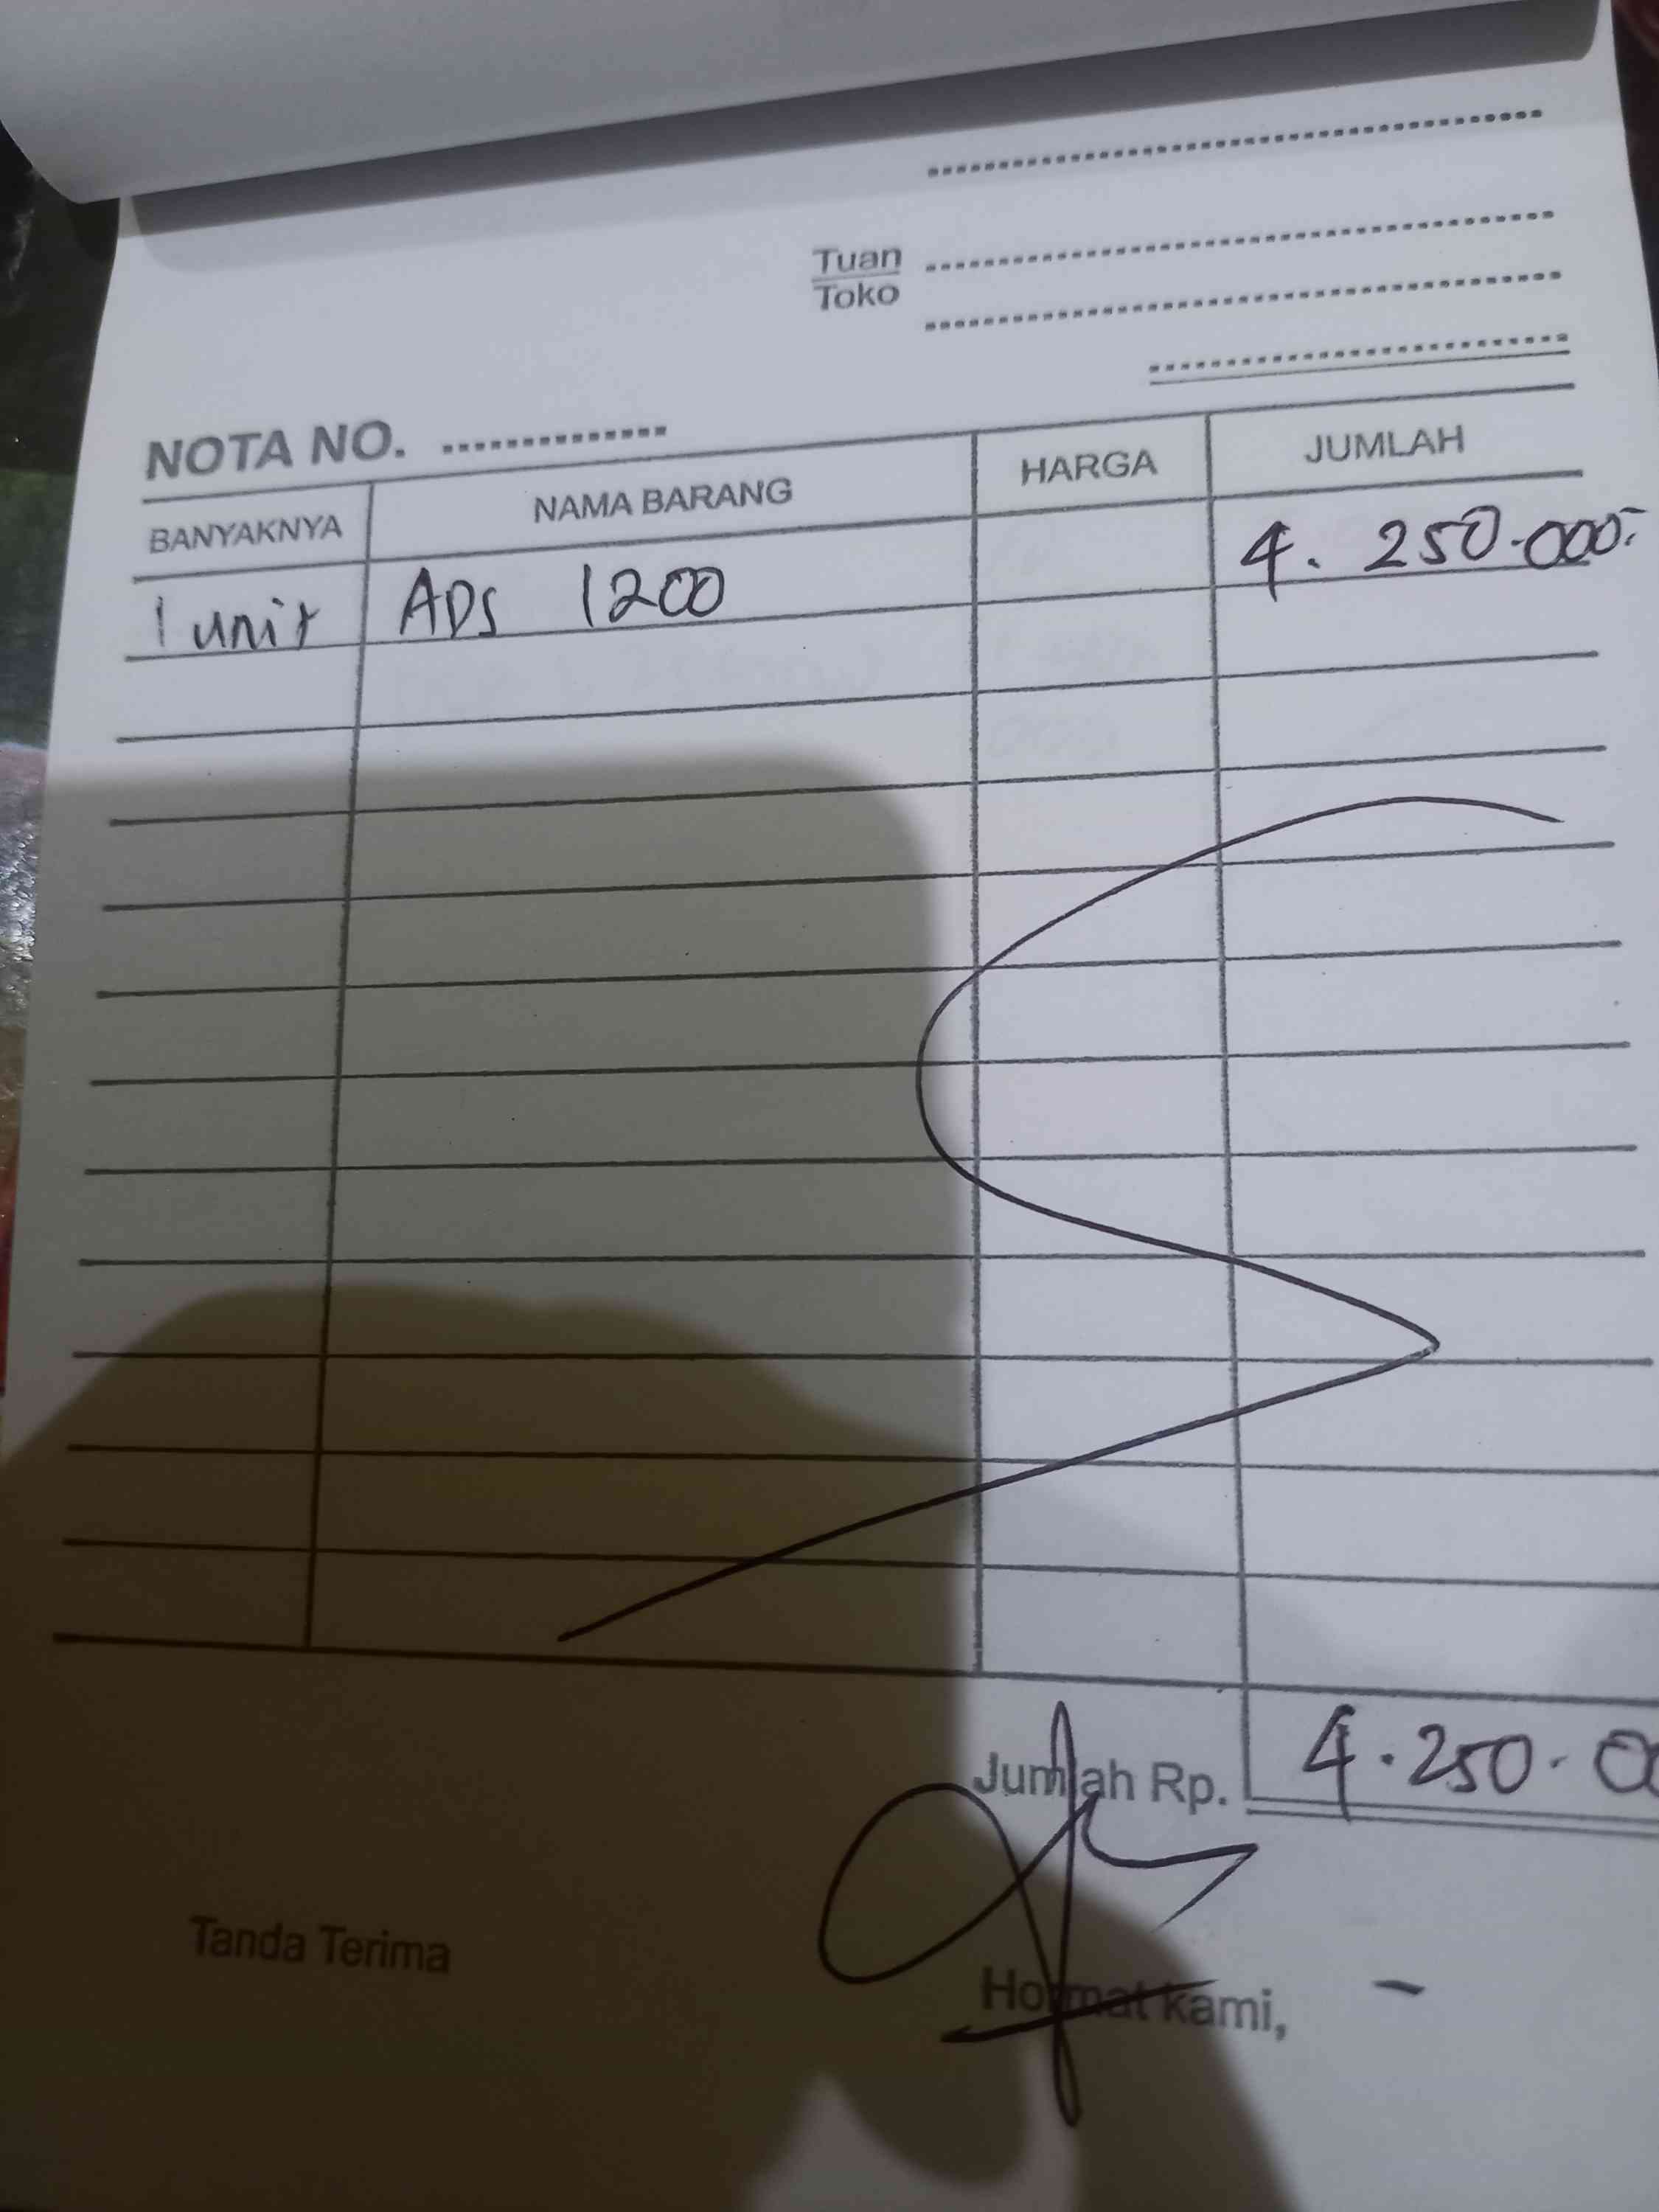 Tuan
Toko
NOTA NO. ..............
BANYAKNYA NAMA BARANG HARGA JUMLAH
1 unit ADS 1200 4. 250.000.-
Jumlah Rp. 4.250.00
Tanda Terima Hormat kami,